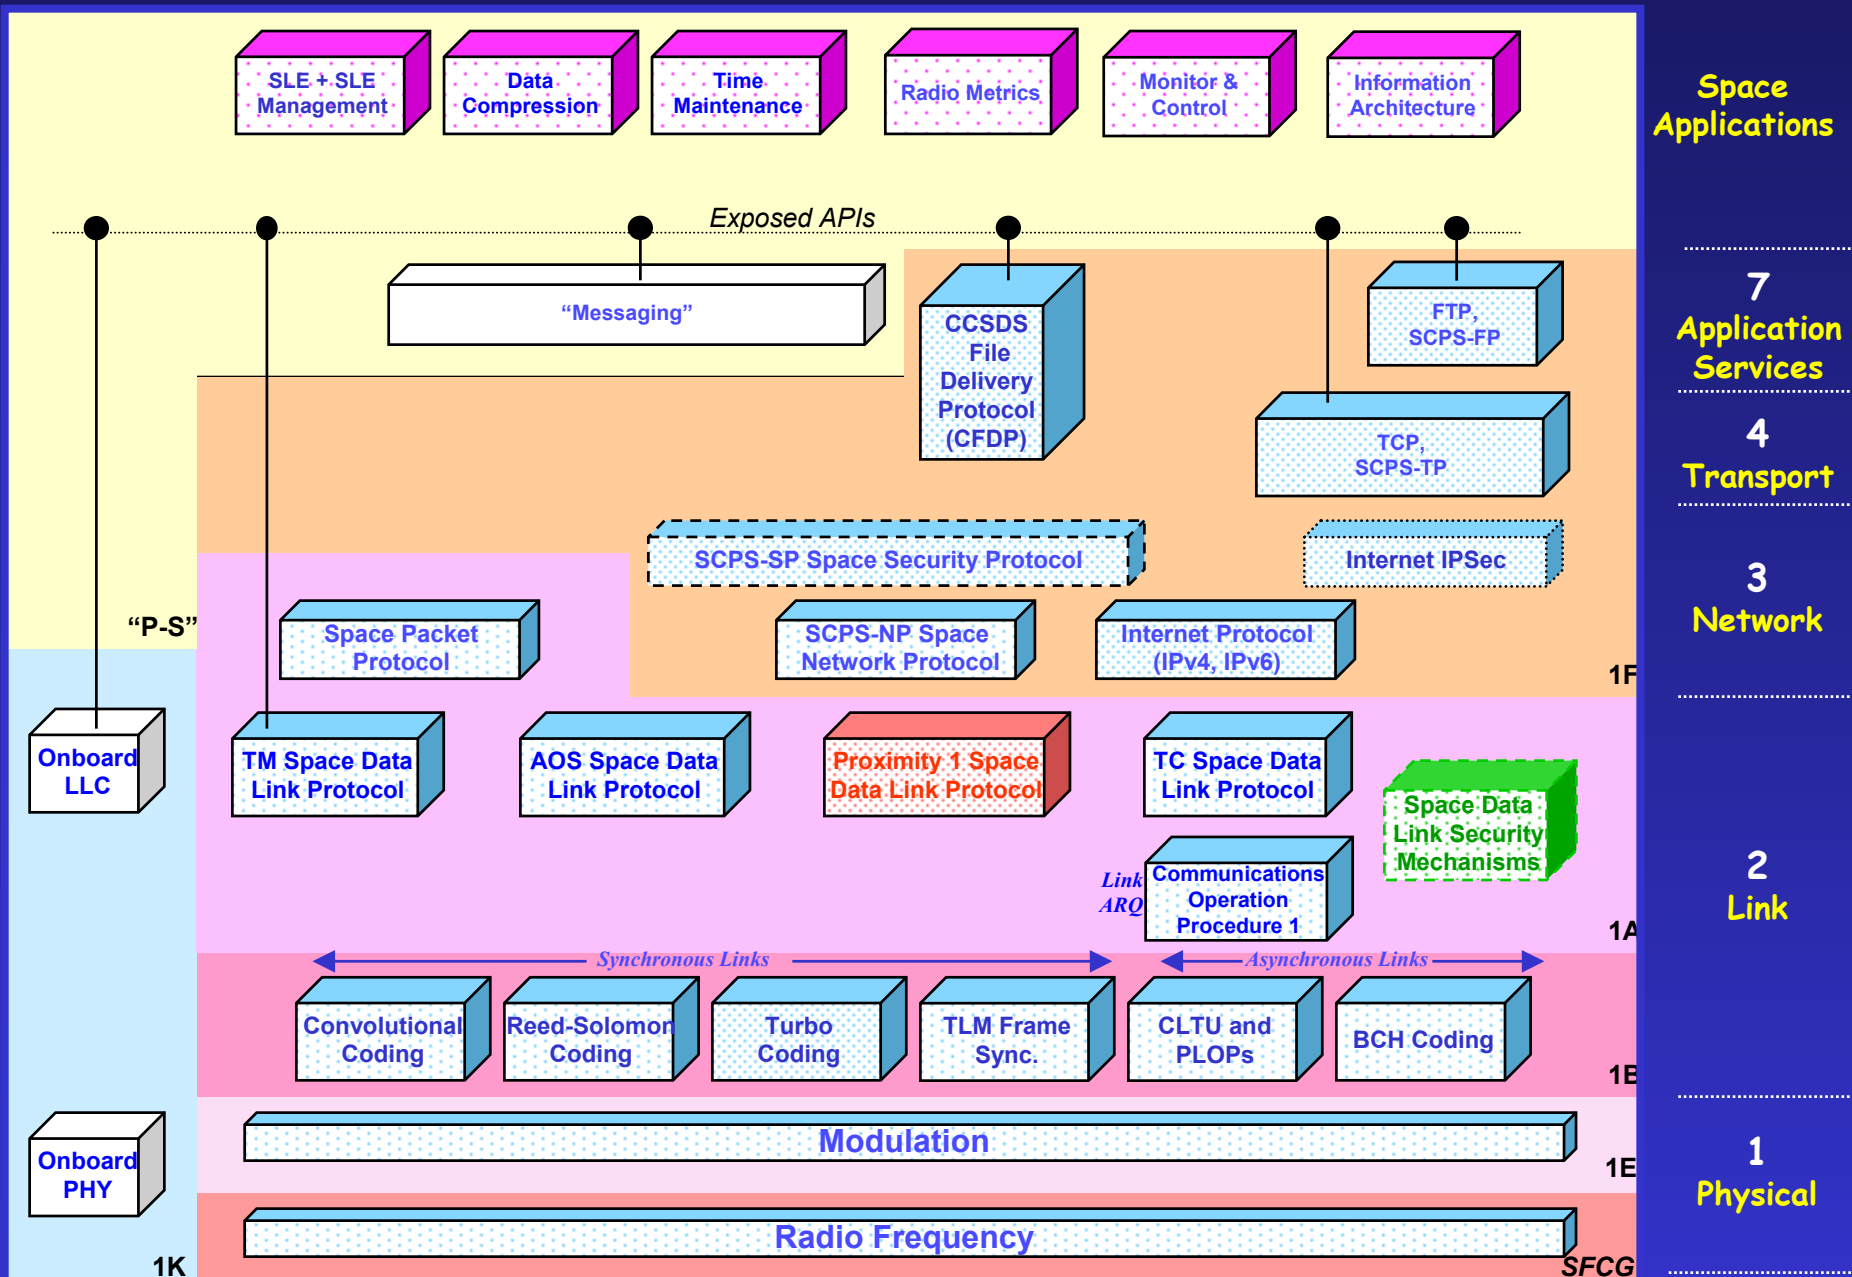 SLE + SLE
Management
Data
Compression
Time
Maintenance
Radio Metrics
Monitor &
Control
Information
Architecture
Space
Applications
Exposed APIs
“Messaging”
CCSDS
File
Delivery
Protocol
(CFDP)
FTP,
SCPS-FP
7
Application
Services
TCP,
SCPS-TP
4
Transport
SCPS-SP Space Security Protocol
Internet IPSec
“P-S”
Space Packet
Protocol
SCPS-NP Space
Network Protocol
Internet Protocol
(IPv4, IPv6)
1F
3
Network
Onboard
LLC
TM Space Data
Link Protocol
AOS Space Data
Link Protocol
Proximity 1 Space
Data Link Protocol
TC Space Data
Link Protocol
Space Data
Link Security
Mechanisms
Link
ARQ
Communications
Operation
Procedure 1
1A
2
Link
Synchronous Links
Asynchronous Links
Convolutional
Coding
Reed-Solomon
Coding
Turbo
Coding
TLM Frame
Sync.
CLTU and
PLOPs
BCH Coding
1B
Onboard
PHY
Modulation
1E
1
Physical
Radio Frequency
1K
SFCG